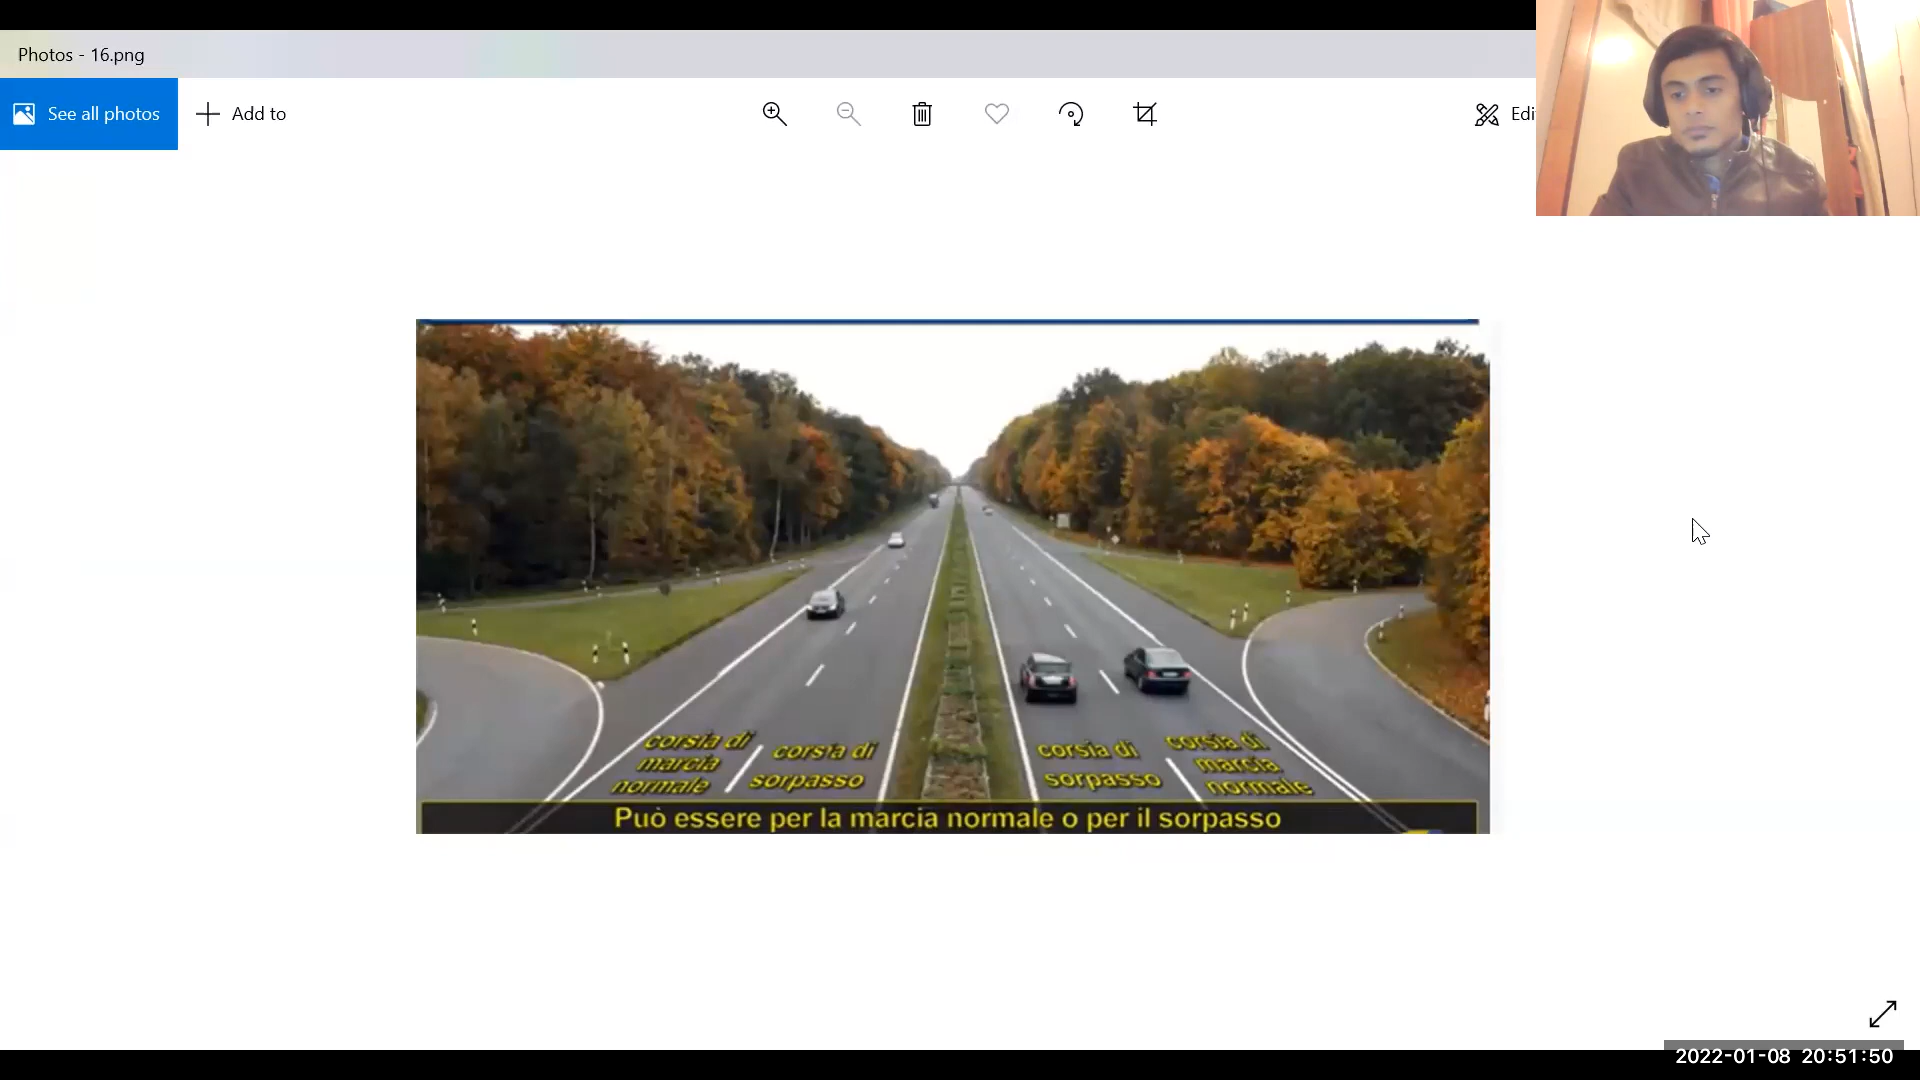 Photos - 16.png
See all photos
Add to
corsia di
marcia
normale
corsia di
sorpasso
corsia di
sorpasso
corsia di
marcia
normale
Può essere per la marcia normale o per il sorpasso
2022-01-08 20:51:50